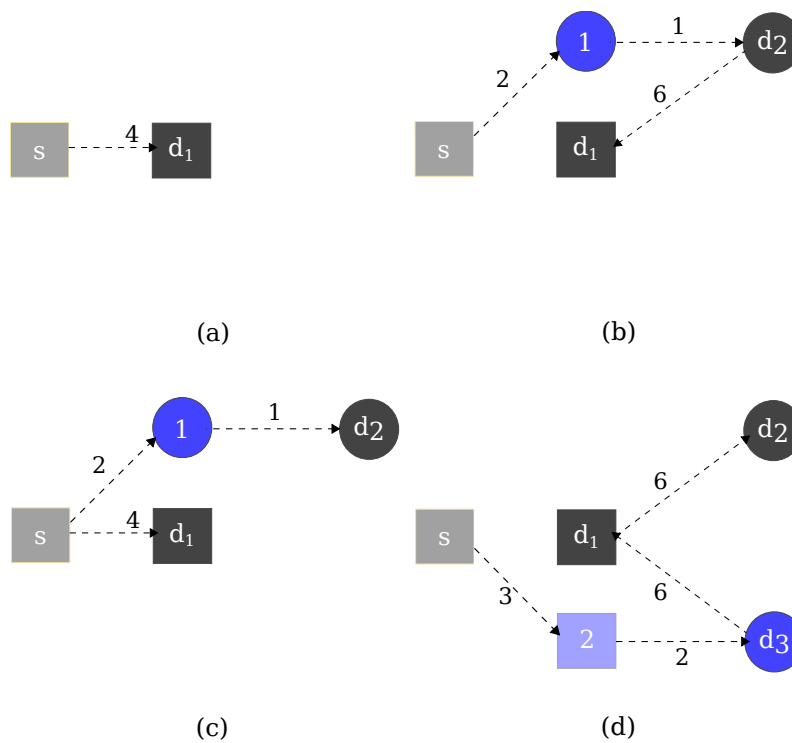 s 4 d₁
(a)
1 1 d2
2 6
s d₁
(b)
1 1 d2
2
s 4 d₁
(c)
d2
6
s d₁
3 6
2 2 d3
(d)